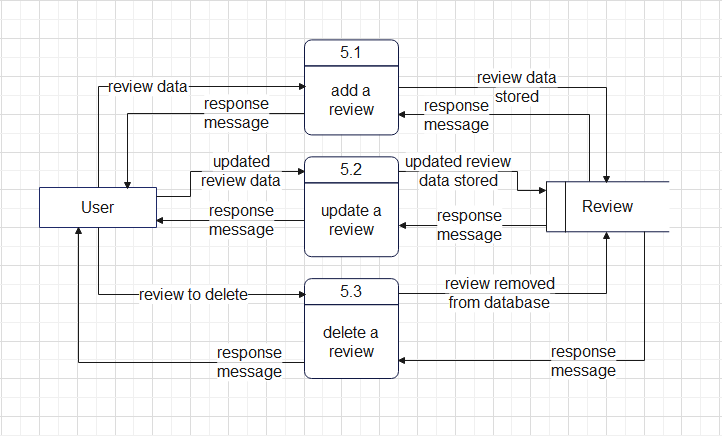 5.1
add a
review
review data
response
message
review data
stored
response
message
5.2
update a
review
updated
review data
updated review
data stored
User
response
message
response
message
Review
5.3
delete a
review
review to delete
review removed
from database
response
message
response
message